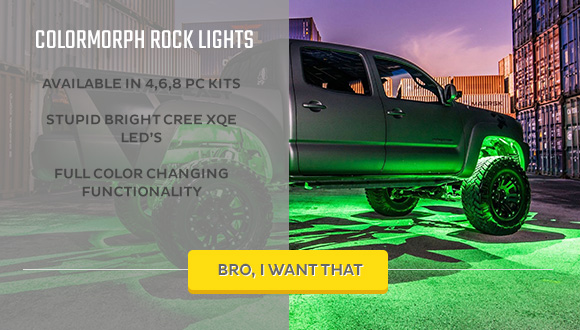 COLORMORPH ROCK LIGHTS
AVAILABLE IN 4,6,8 PC KITS
STUPID BRIGHT CREE XQE
LED'S
FULL COLOR CHANGING
FUNCTIONALITY
BRO, I WANT THAT